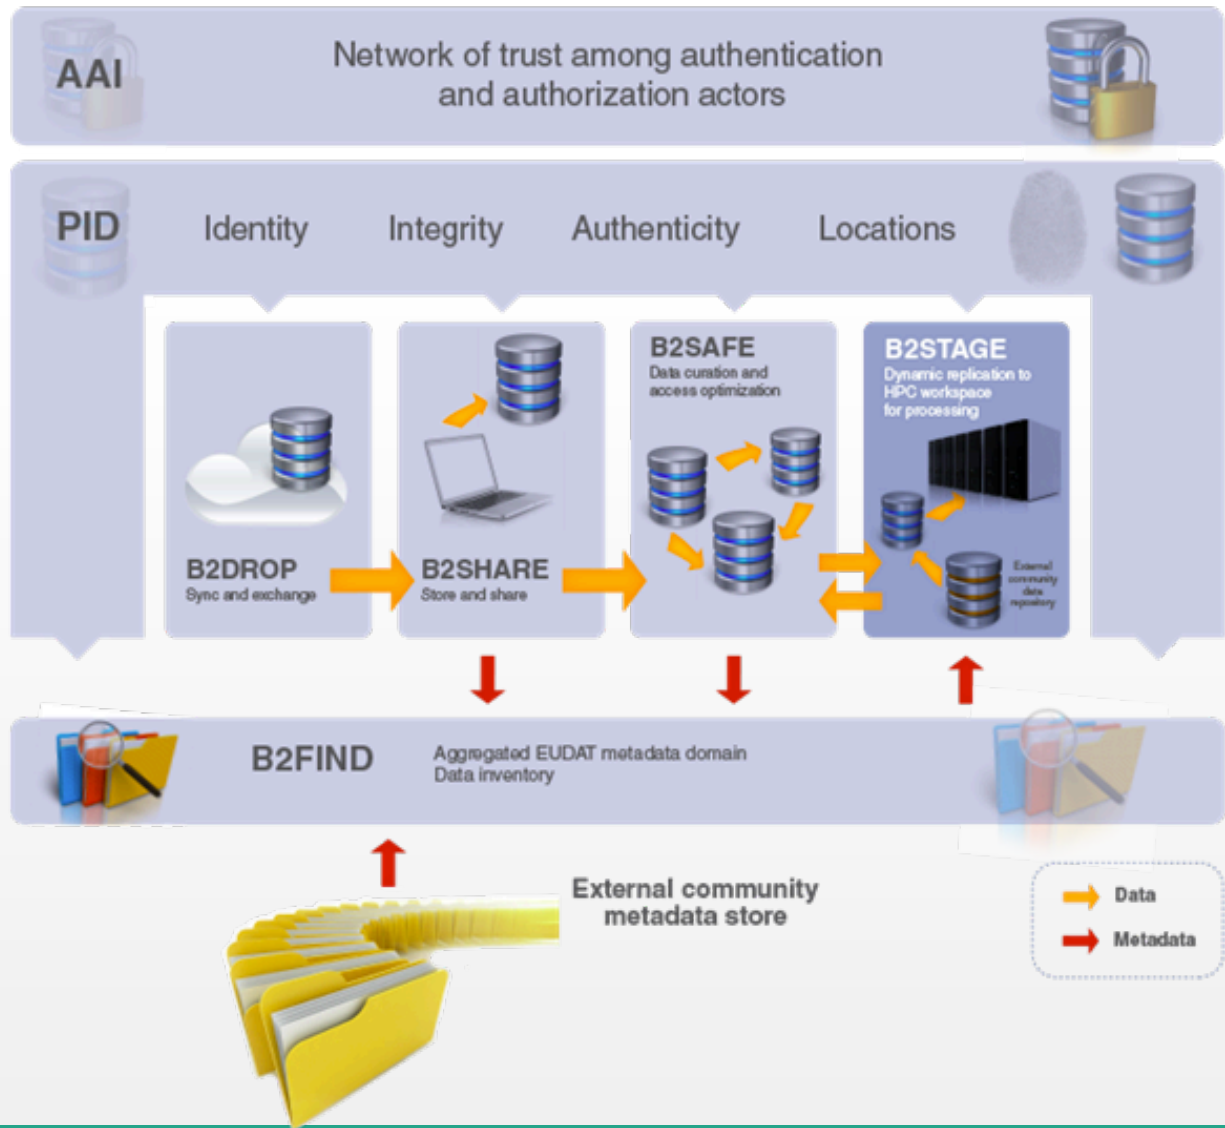 AAI
Network of trust among authentication
and authorization actors
PID
Identity
Integrity
Authenticity
Locations
B2DROP
Sync and exchange
B2SHARE
Store and share
B2SAFE
Data curation and
access optimization
B2STAGE
Dynamic replication to
HPC workspace
for processing
External
community
data
repository
B2FIND
Aggregated EUDAT metadata domain
Data inventory
External community
metadata store
Data
Metadata